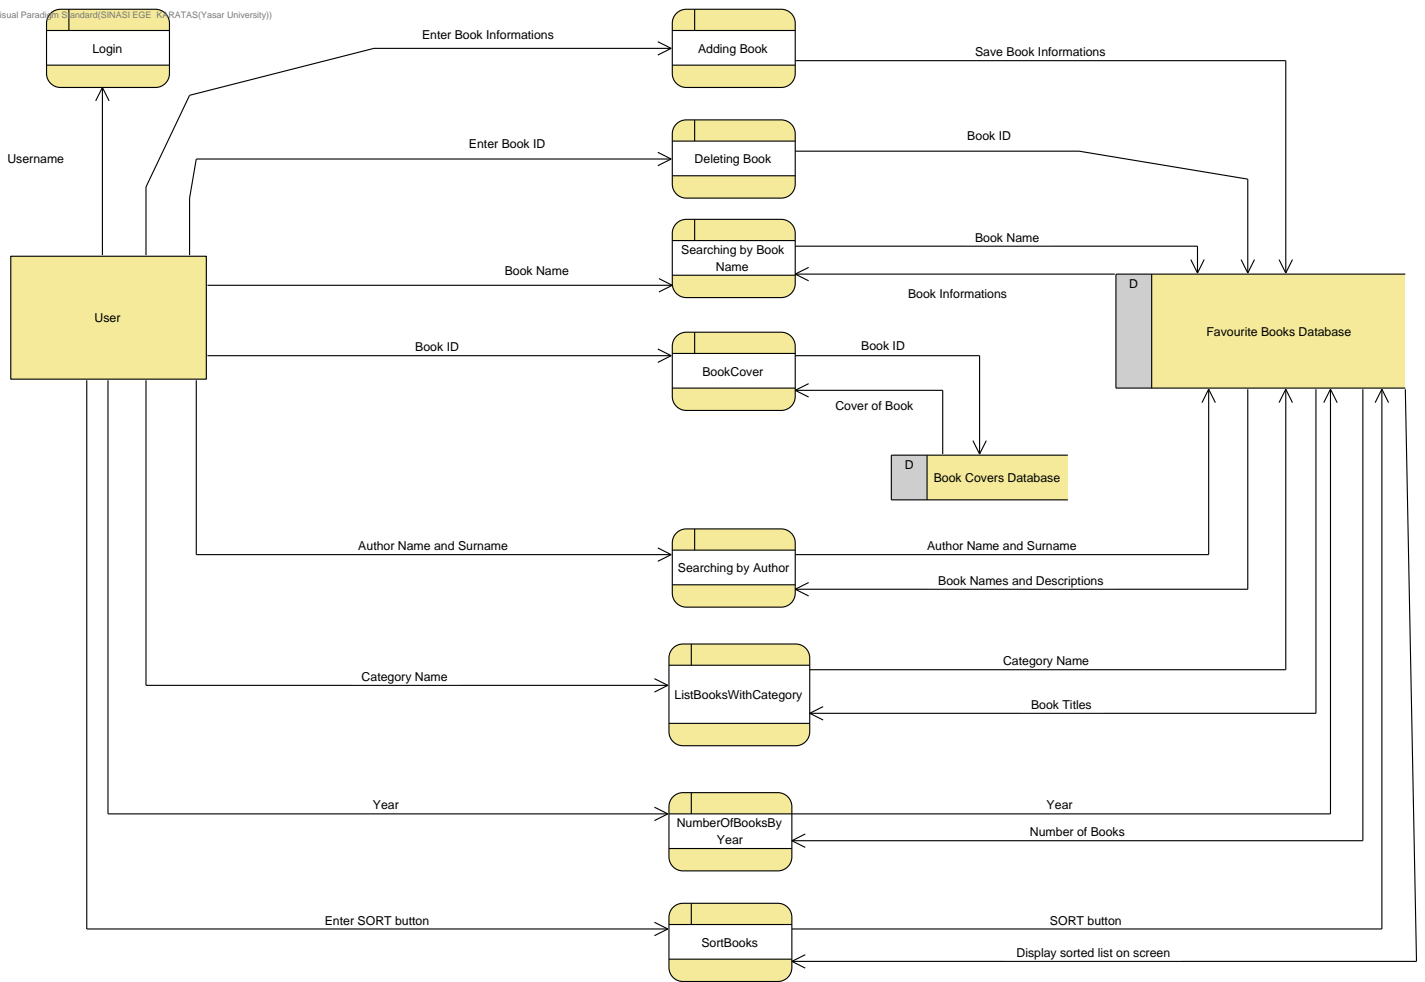 isual Paradigm Standard(SINASI EGE KARATAS(Yasar University))
Login
Enter Book Informations
Adding Book
Save Book Informations
Username
Enter Book ID
Deleting Book
Book ID
Book Name
Searching by Book
Name
Book Name
Book Informations
User
D
Favourite Books Database
Book ID
BookCover
Book ID
Cover of Book
D
Book Covers Database
Author Name and Surname
Searching by Author
Author Name and Surname
Book Names and Descriptions
Category Name
ListBooksWithCategory
Category Name
Book Titles
Year
NumberOfBooksBy
Year
Year
Number of Books
Enter SORT button
SortBooks
SORT button
Display sorted list on screen